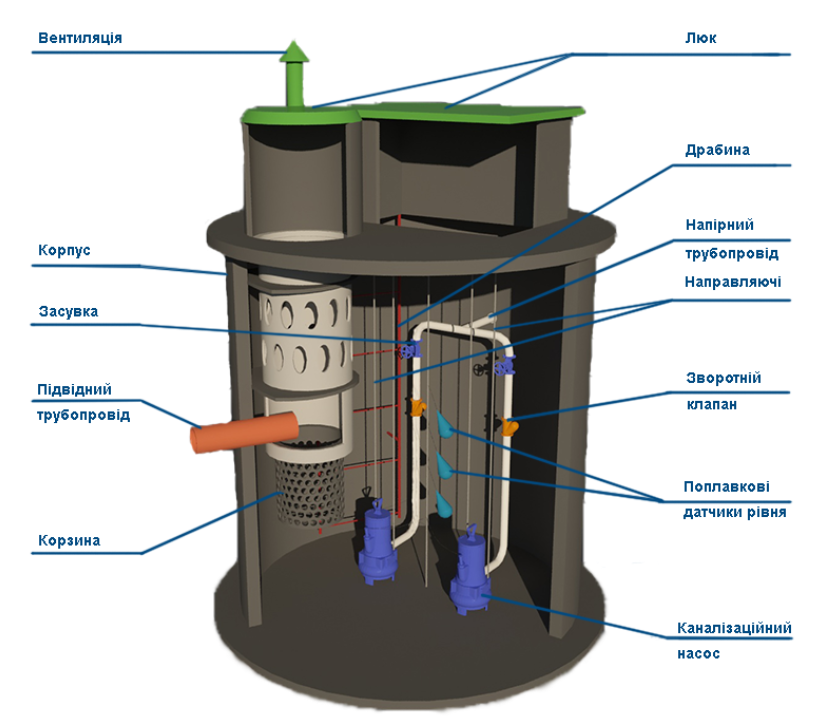 Вентиляція
Люк
Драбина
Напірний
трубопровід
Корпус
Направляючі
Засувка
Підвідний
трубопровід
Зворотній
клапан
Поплавкові
датчики рівня
Корзина
Каналізаційний
насос